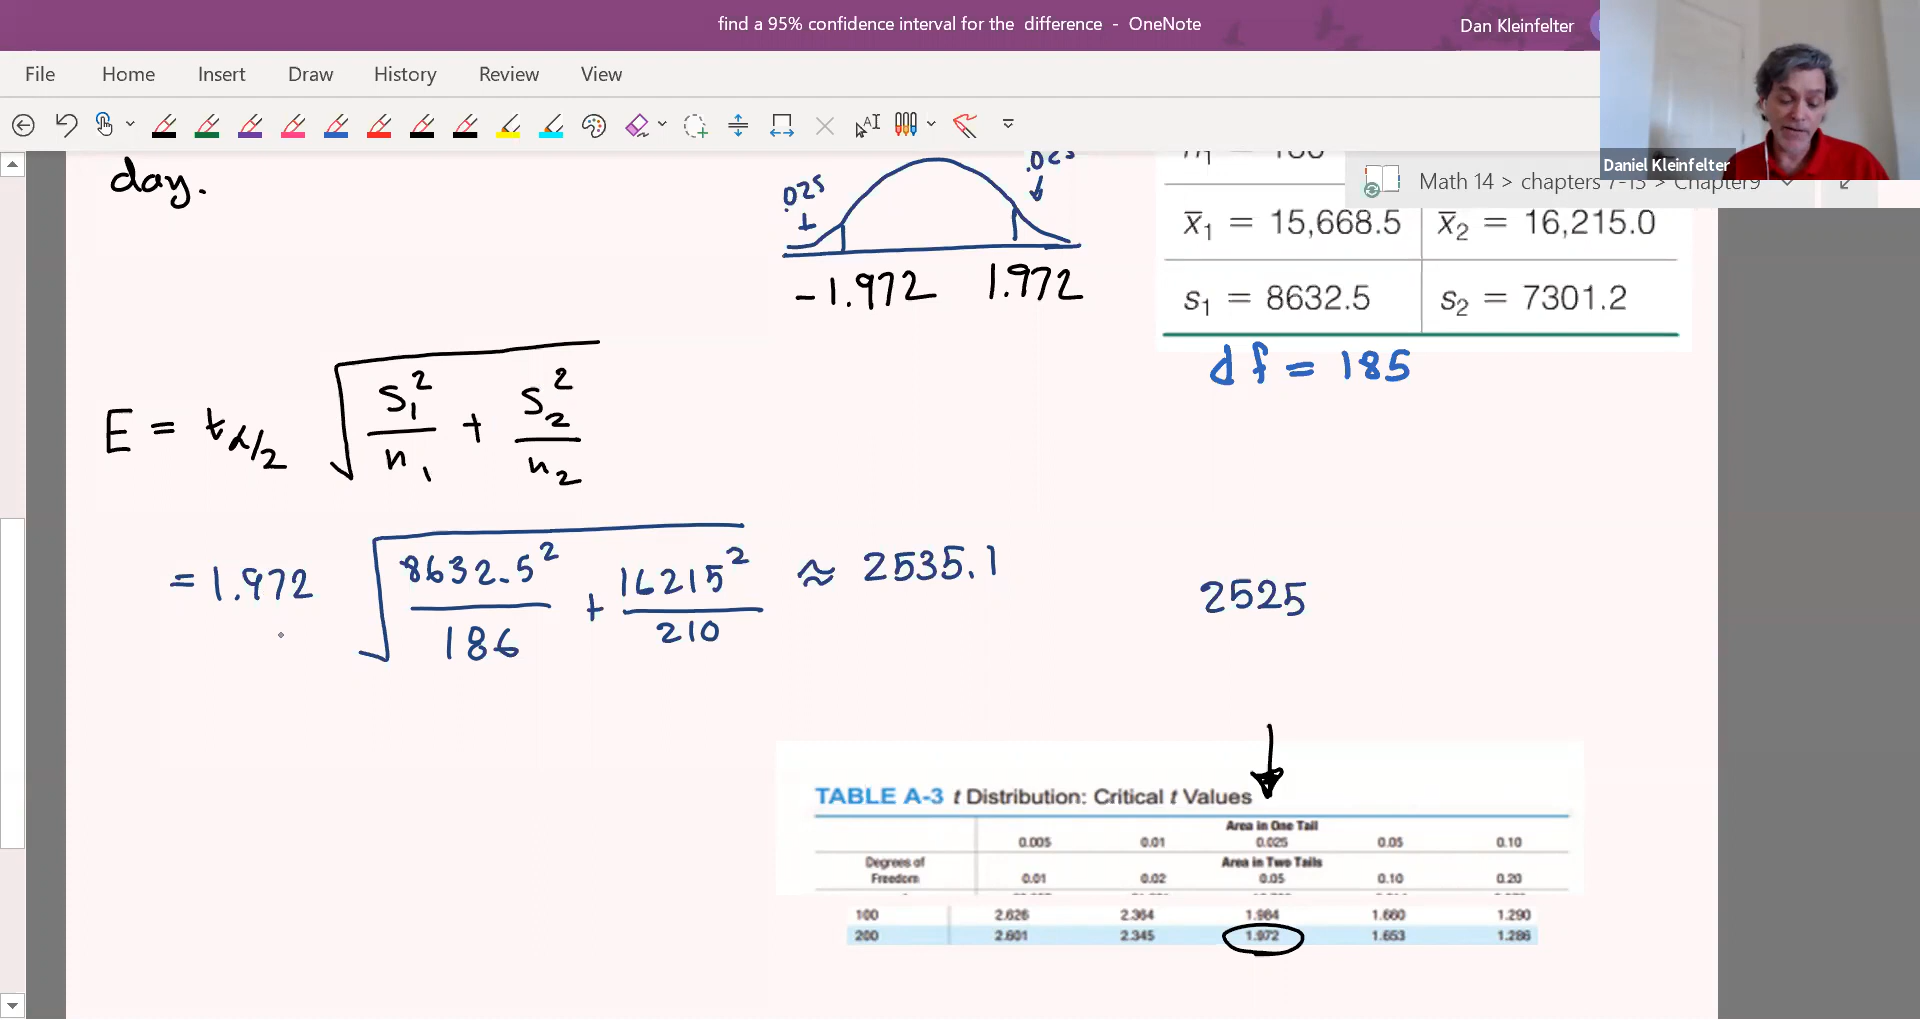 find a 95% confidence interval for the difference - OneNote
Dan Kleinfelter
File Home Insert Draw History Review View
Daniel Kleinfelter
Math 14 > chapters 7-13 > Chapter9
day.
.025
.025
-1.972 1.972
x̄₁ = 15,668.5 x̄₂ = 16,215.0
s₁ = 8632.5 s₂ = 7301.2
df = 185
E = t_α/2 √(s₁²/n₁ + s₂²/n₂)
= 1.972 √(8632.5²/186 + 16215²/210) ≈ 2535.1
2525
TABLE A-3 t Distribution: Critical t Values
Area in One Tail
0.005 0.01 0.025 0.05 0.10
Degrees of Freedom
Area in Two Tails
0.01 0.02 0.05 0.10 0.20
100 2.626 2.364 1.984 1.660 1.290
200 2.601 2.345 1.972 1.653 1.286